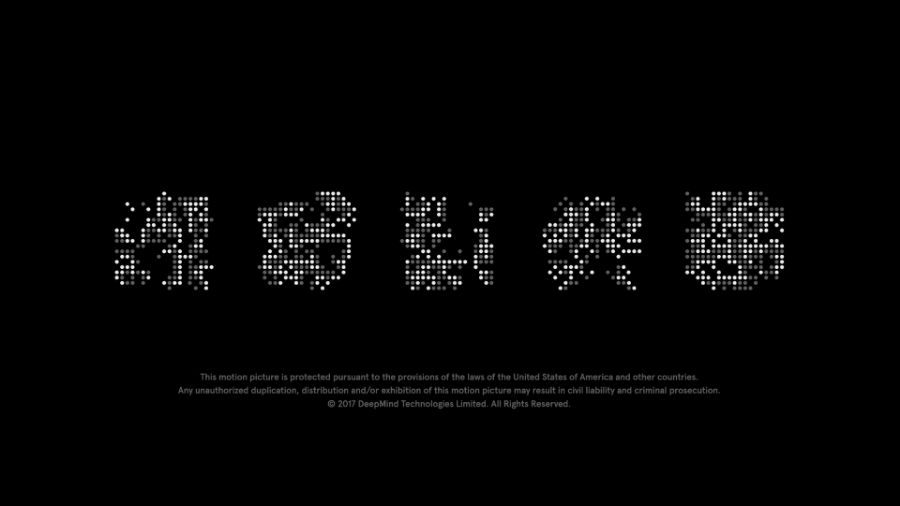 This motion picture is protected pursuant to the provisions of the laws of the United States of America and other countries.
Any unauthorized duplication, distribution and/or exhibition of this motion picture may result in civil liability and criminal prosecution.
© 2017 DeepMind Technologies Limited. All Rights Reserved.